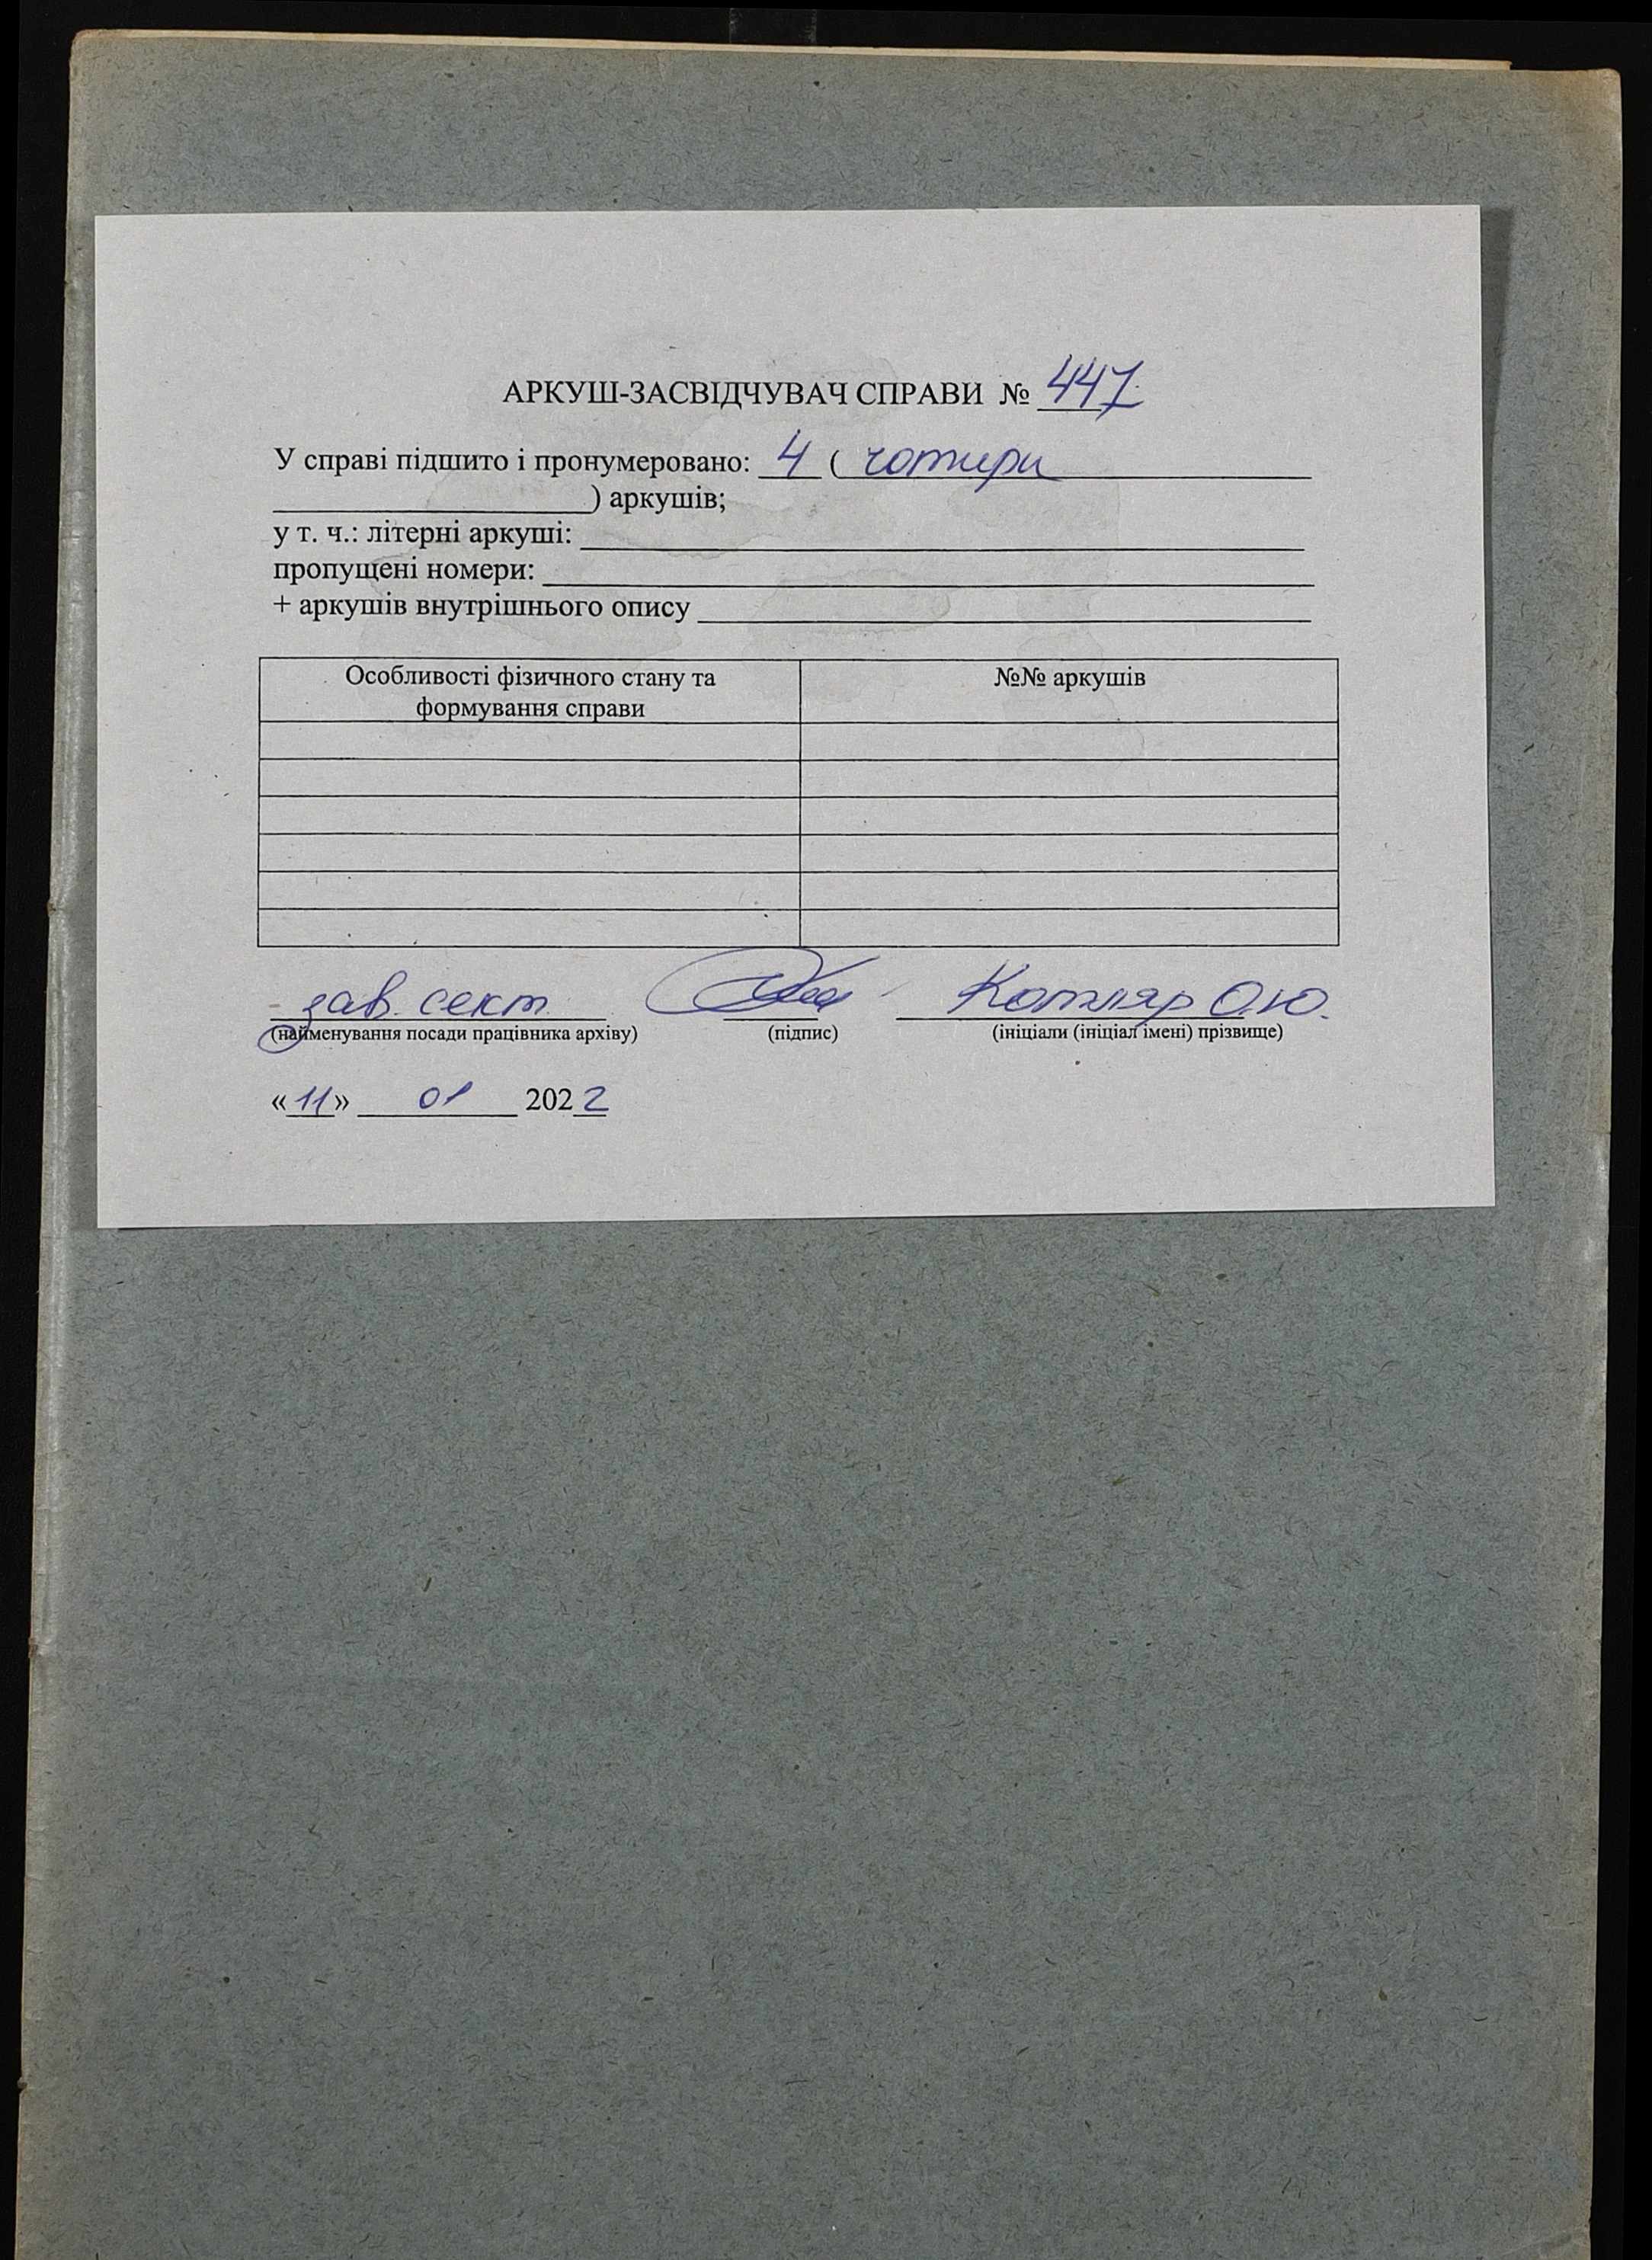 АРКУШ-ЗАСВІДЧУВАЧ СПРАВИ № 447
У справі підшито і пронумеровано: 4 ( чотири
) аркушів;
у т. ч.: літерні аркуші:
пропущені номери:
+ аркушів внутрішнього опису
Особливості фізичного стану та
формування справи
№№ аркушів
зав. сект. Котляр О.Ю.
(найменування посади працівника архіву) (підпис) (ініціали (ініціал імені) прізвище)
«11» 01 2022